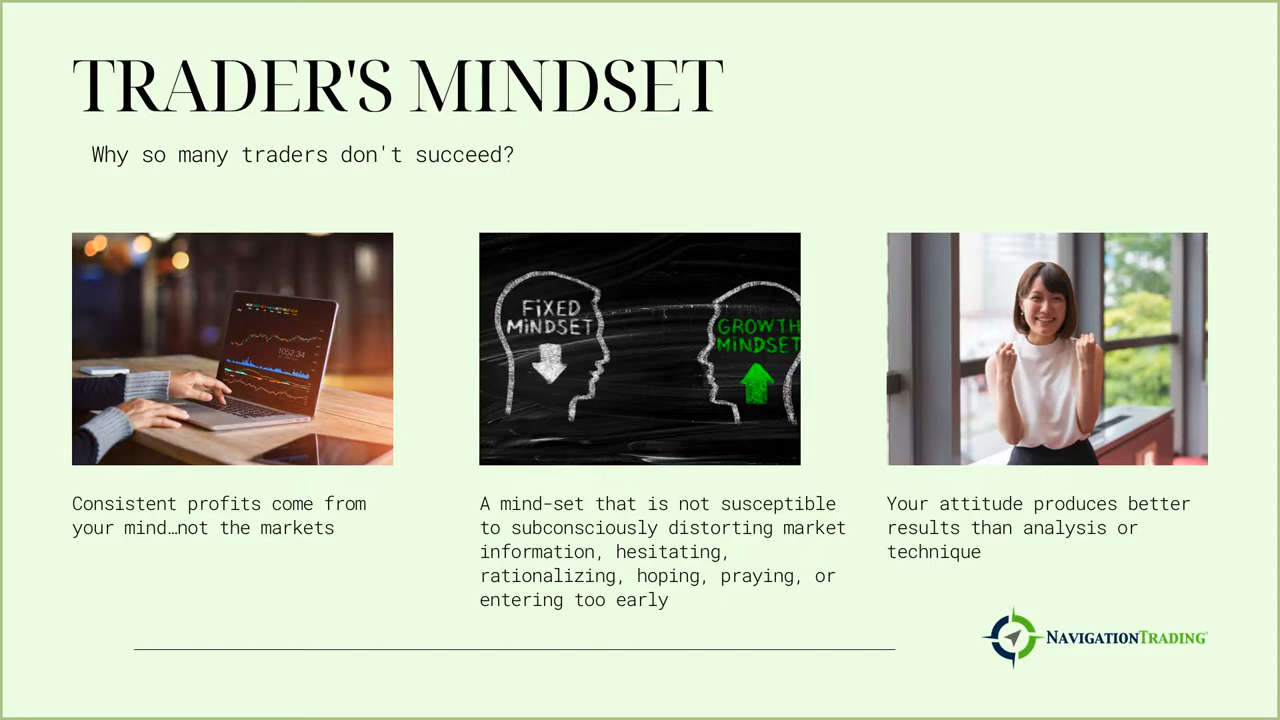 TRADER'S MINDSET
Why so many traders don't succeed?
1052.34
FiXED
MiNDSET
GROWTH
MINDSET
Consistent profits come from
your mind…not the markets
A mind-set that is not susceptible
to subconsciously distorting market
information, hesitating,
rationalizing, hoping, praying, or
entering too early
Your attitude produces better
results than analysis or
technique
NAVIGATIONTRADING